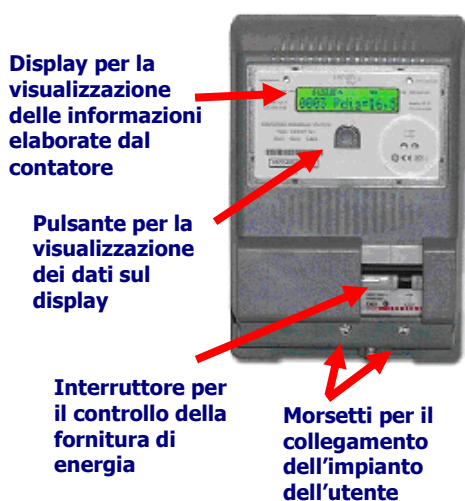 Display per la
visualizzazione
delle informazioni
elaborate dal
contatore
Pulsante per la
visualizzazione
dei dati sul
display
Interruttore per
il controllo della
fornitura di
energia
Morsetti per il
collegamento
dell'impianto
dell'utente